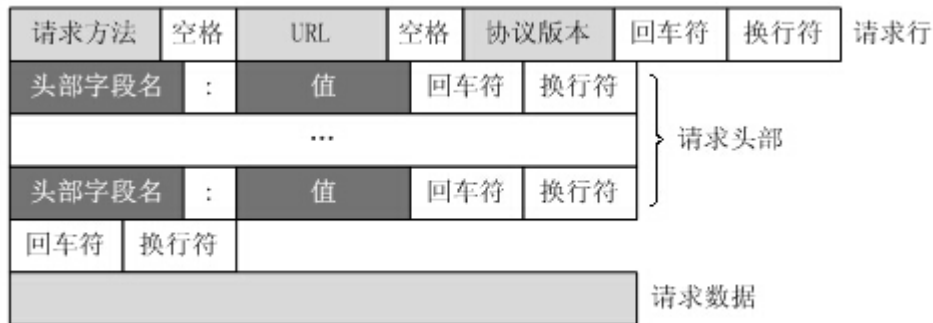 请求方法 空格 URL 空格 协议版本 回车符 换行符 请求行
头部字段名 : 值 回车符 换行符
... 请求头部
头部字段名 : 值 回车符 换行符
回车符 换行符
请求数据